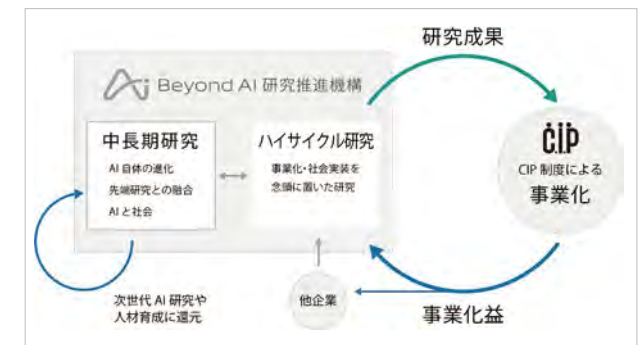 研究成果
Beyond AI 研究推進機構
中長期研究
AI 自体の進化
先端研究との融合
AI と社会
ハイサイクル研究
事業化・社会実装を
念頭に置いた研究
CIP
CIP 制度による
事業化
次世代 AI 研究や
人材育成に還元
他企業
事業化益